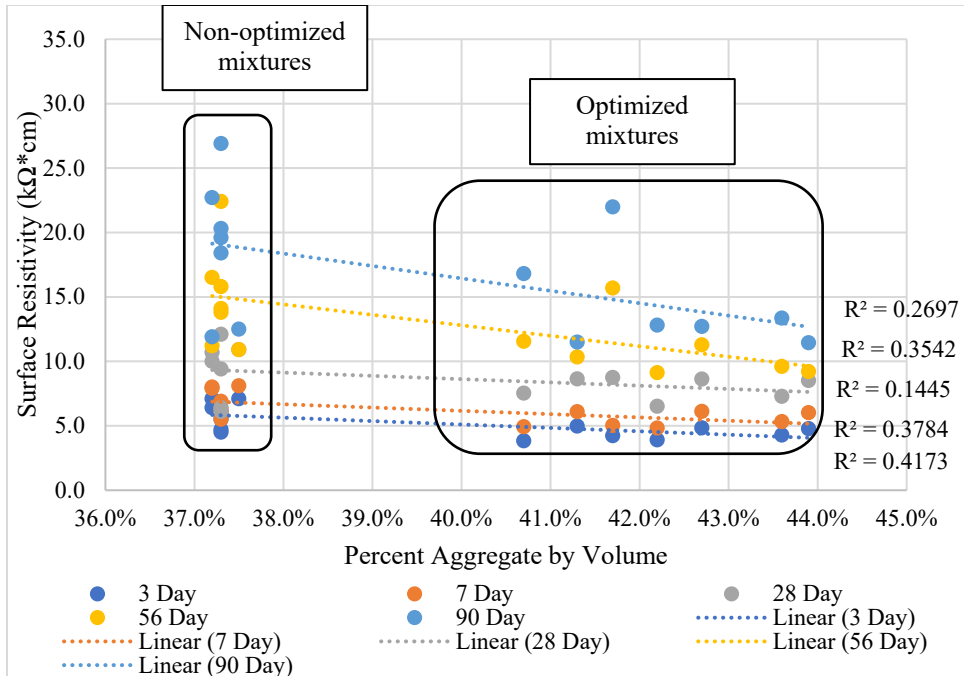 Non-optimized
mixtures
Optimized
mixtures
Surface Resistivity (kΩ*cm)
35.0
30.0
25.0
20.0
15.0
10.0
5.0
0.0
R² = 0.2697
R² = 0.3542
R² = 0.1445
R² = 0.3784
R² = 0.4173
36.0% 37.0% 38.0% 39.0% 40.0% 41.0% 42.0% 43.0% 44.0% 45.0%
Percent Aggregate by Volume
3 Day 7 Day 28 Day
56 Day 90 Day Linear (3 Day)
Linear (7 Day) Linear (28 Day) Linear (56 Day)
Linear (90 Day)